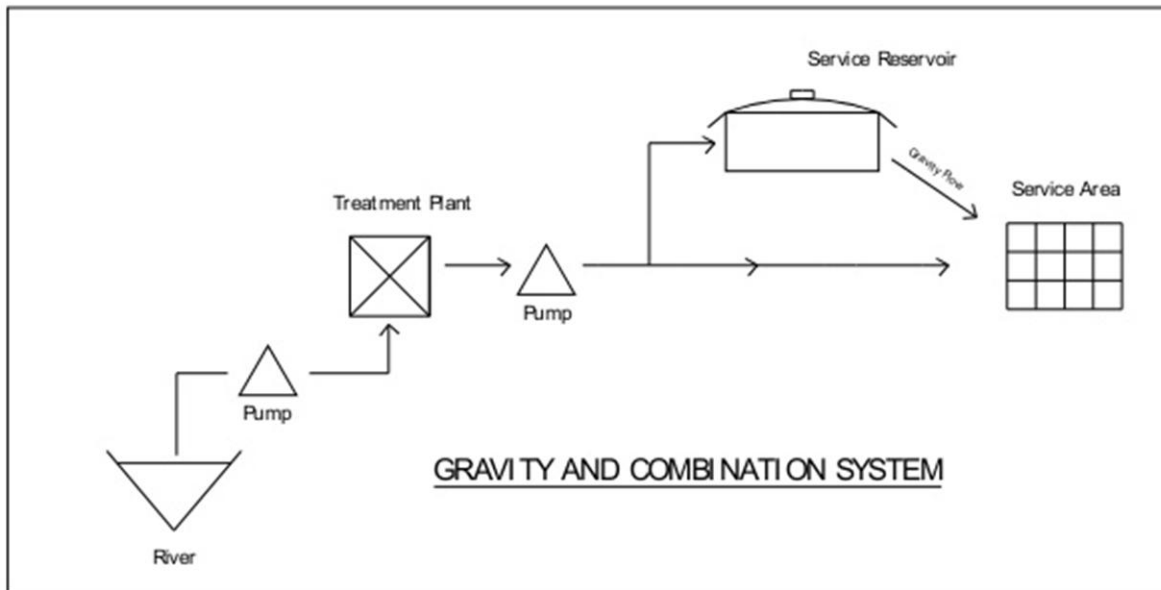 Service Reservoir
Gravity Flow
Service Area
Treatment Plant
Pump
Pump
GRAVITY AND COMBINATION SYSTEM
River